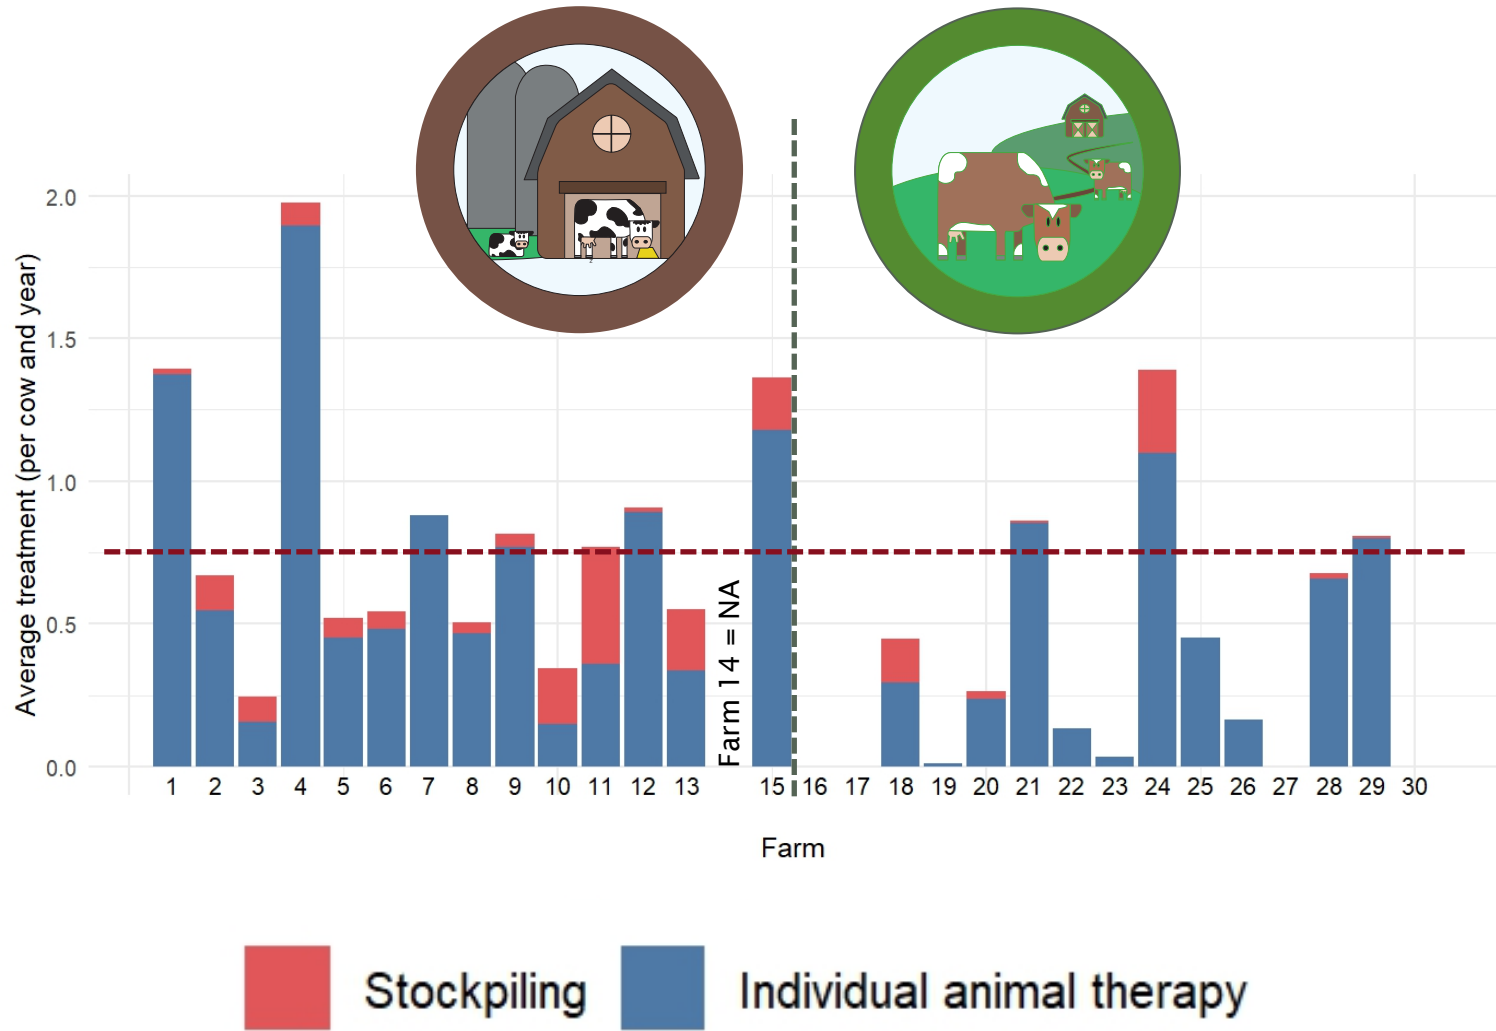 Average treatment (per cow and year)
2.0
1.5
1.0
0.5
0.0
Farm 14 = NA
1 2 3 4 5 6 7 8 9 10 11 12 13 15 16 17 18 19 20 21 22 23 24 25 26 27 28 29 30
Farm
Stockpiling Individual animal therapy